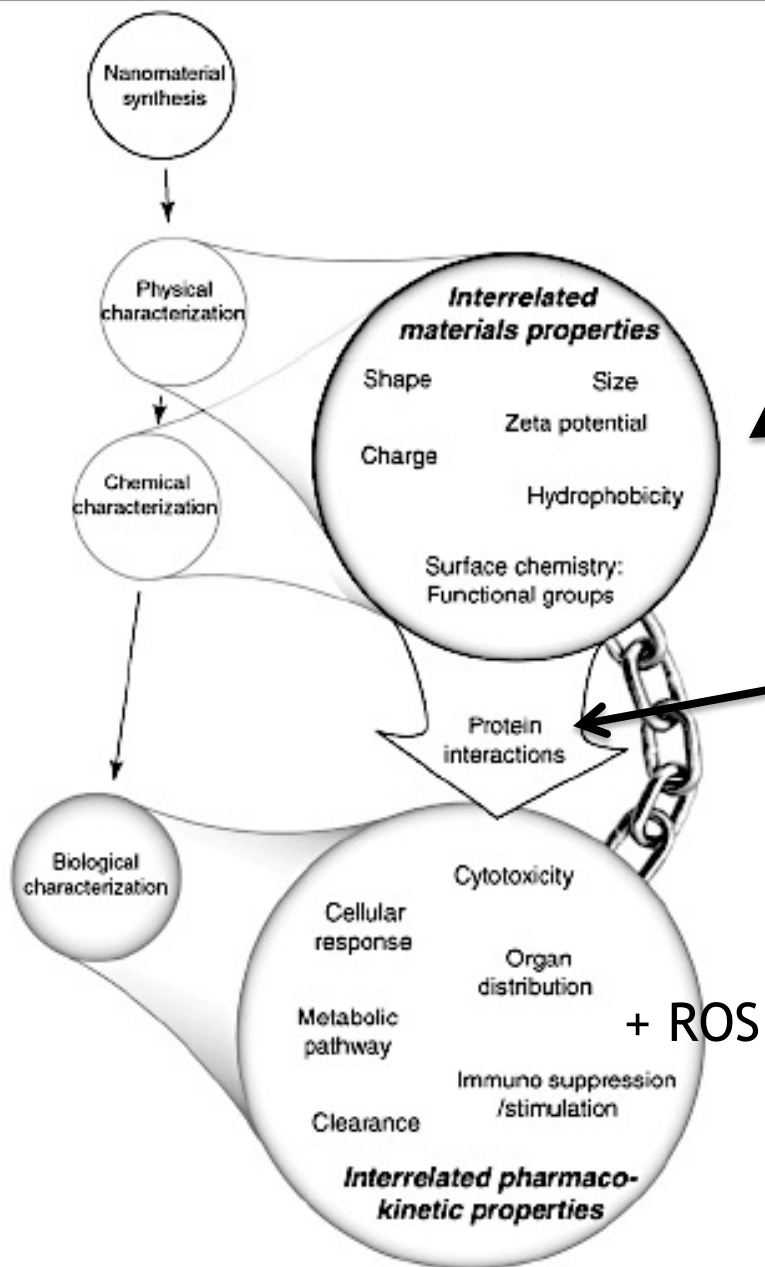 Nanomaterial
synthesis
Physical
characterization
Interrelated
materials properties
Shape
Size
Zeta potential
Charge
Hydrophobicity
Surface chemistry:
Functional groups
Chemical
characterization
Protein
interactions
Biological
characterization
Cytotoxicity
Cellular
response
Organ
distribution
Metabolic
pathway
+ ROS
Immuno suppression
/stimulation
Clearance
Interrelated pharmaco-
kinetic properties